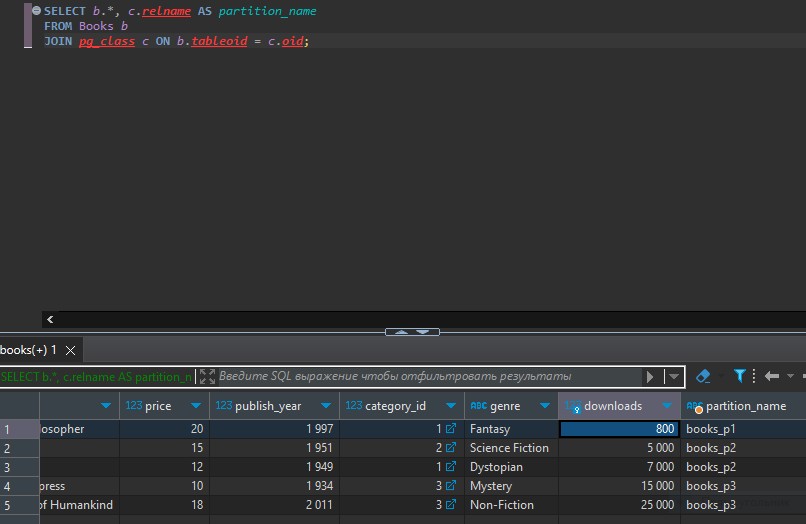 SELECT b.*, c.relname AS partition_name
FROM Books b
JOIN pg_class c ON b.tableoid = c.oid;
books(+) 1
SELECT b.*, c.relname AS partition_n Введите SQL выражение чтобы отфильтровать результаты
123 price 123 publish_year 123 category_id ABC genre 123 downloads ABC partition_name
1 losopher 20 1 997 1 Fantasy 800 books_p1
2 15 1 951 2 Science Fiction 5 000 books_p2
3 12 1 949 1 Dystopian 7 000 books_p2
4 press 10 1 934 3 Mystery 15 000 books_p3
5 of Humankind 18 2 011 3 Non-Fiction 25 000 books_p3